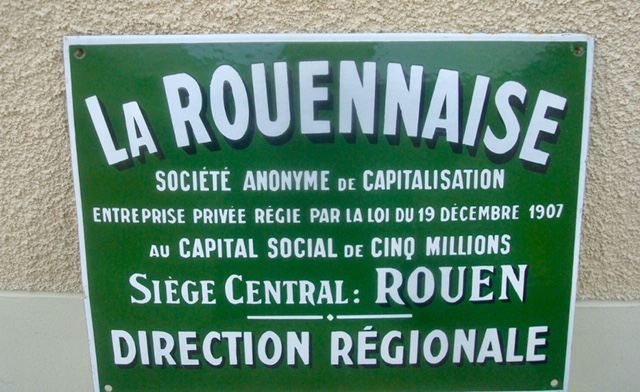 LA ROUENNAISE
SOCIÉTÉ ANONYME DE CAPITALISATION
ENTREPRISE PRIVÉE RÉGIE PAR LA LOI DU 19 DÉCEMBRE 1907
AU CAPITAL SOCIAL DE CINQ MILLIONS
SIÈGE CENTRAL: ROUEN
DIRECTION RÉGIONALE